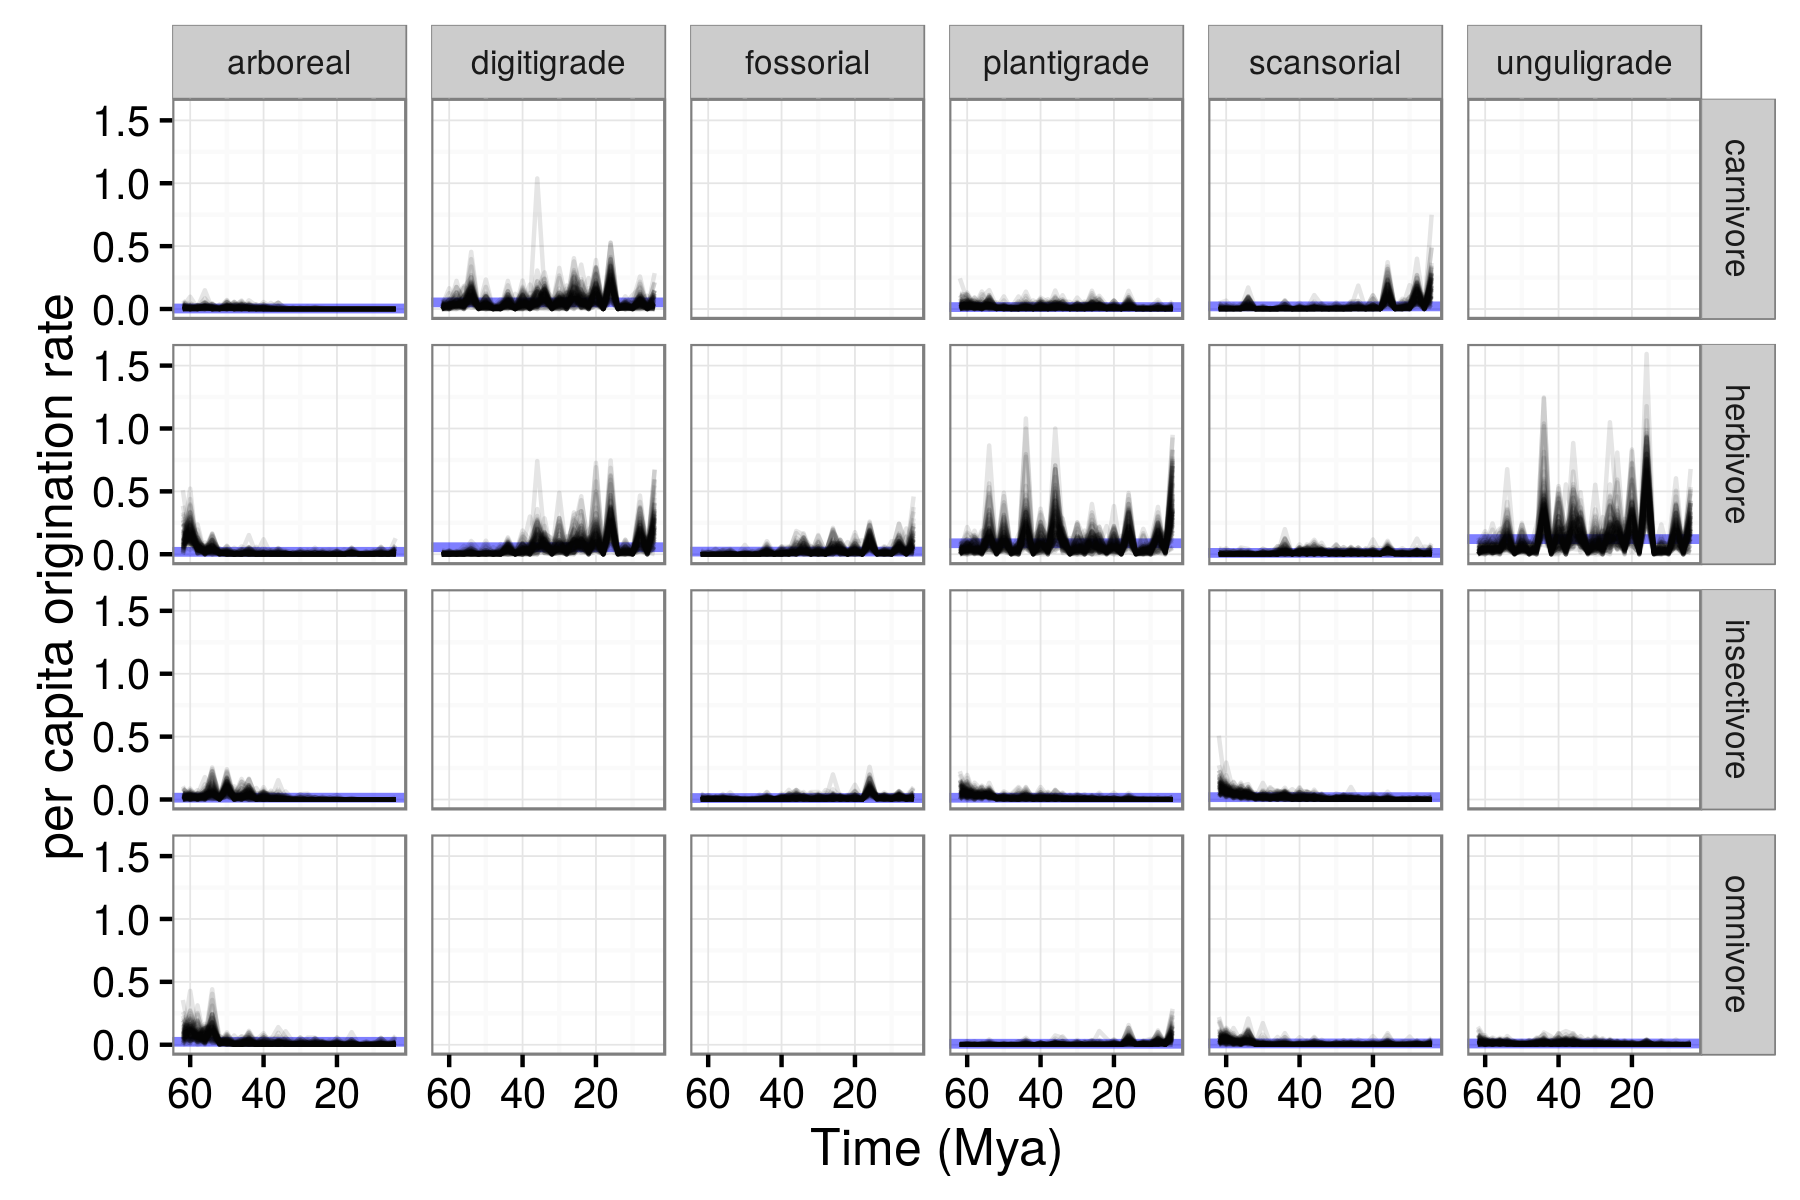 arboreal digitigrade fossorial plantigrade scansorial unguligrade
1.5
1.0
0.5
0.0
carnivore
1.5
1.0
0.5
0.0
herbivore
1.5
1.0
0.5
0.0
insectivore
1.5
1.0
0.5
0.0
omnivore
per capita origination rate
60 40 20 60 40 20 60 40 20 60 40 20 60 40 20 60 40 20
Time (Mya)